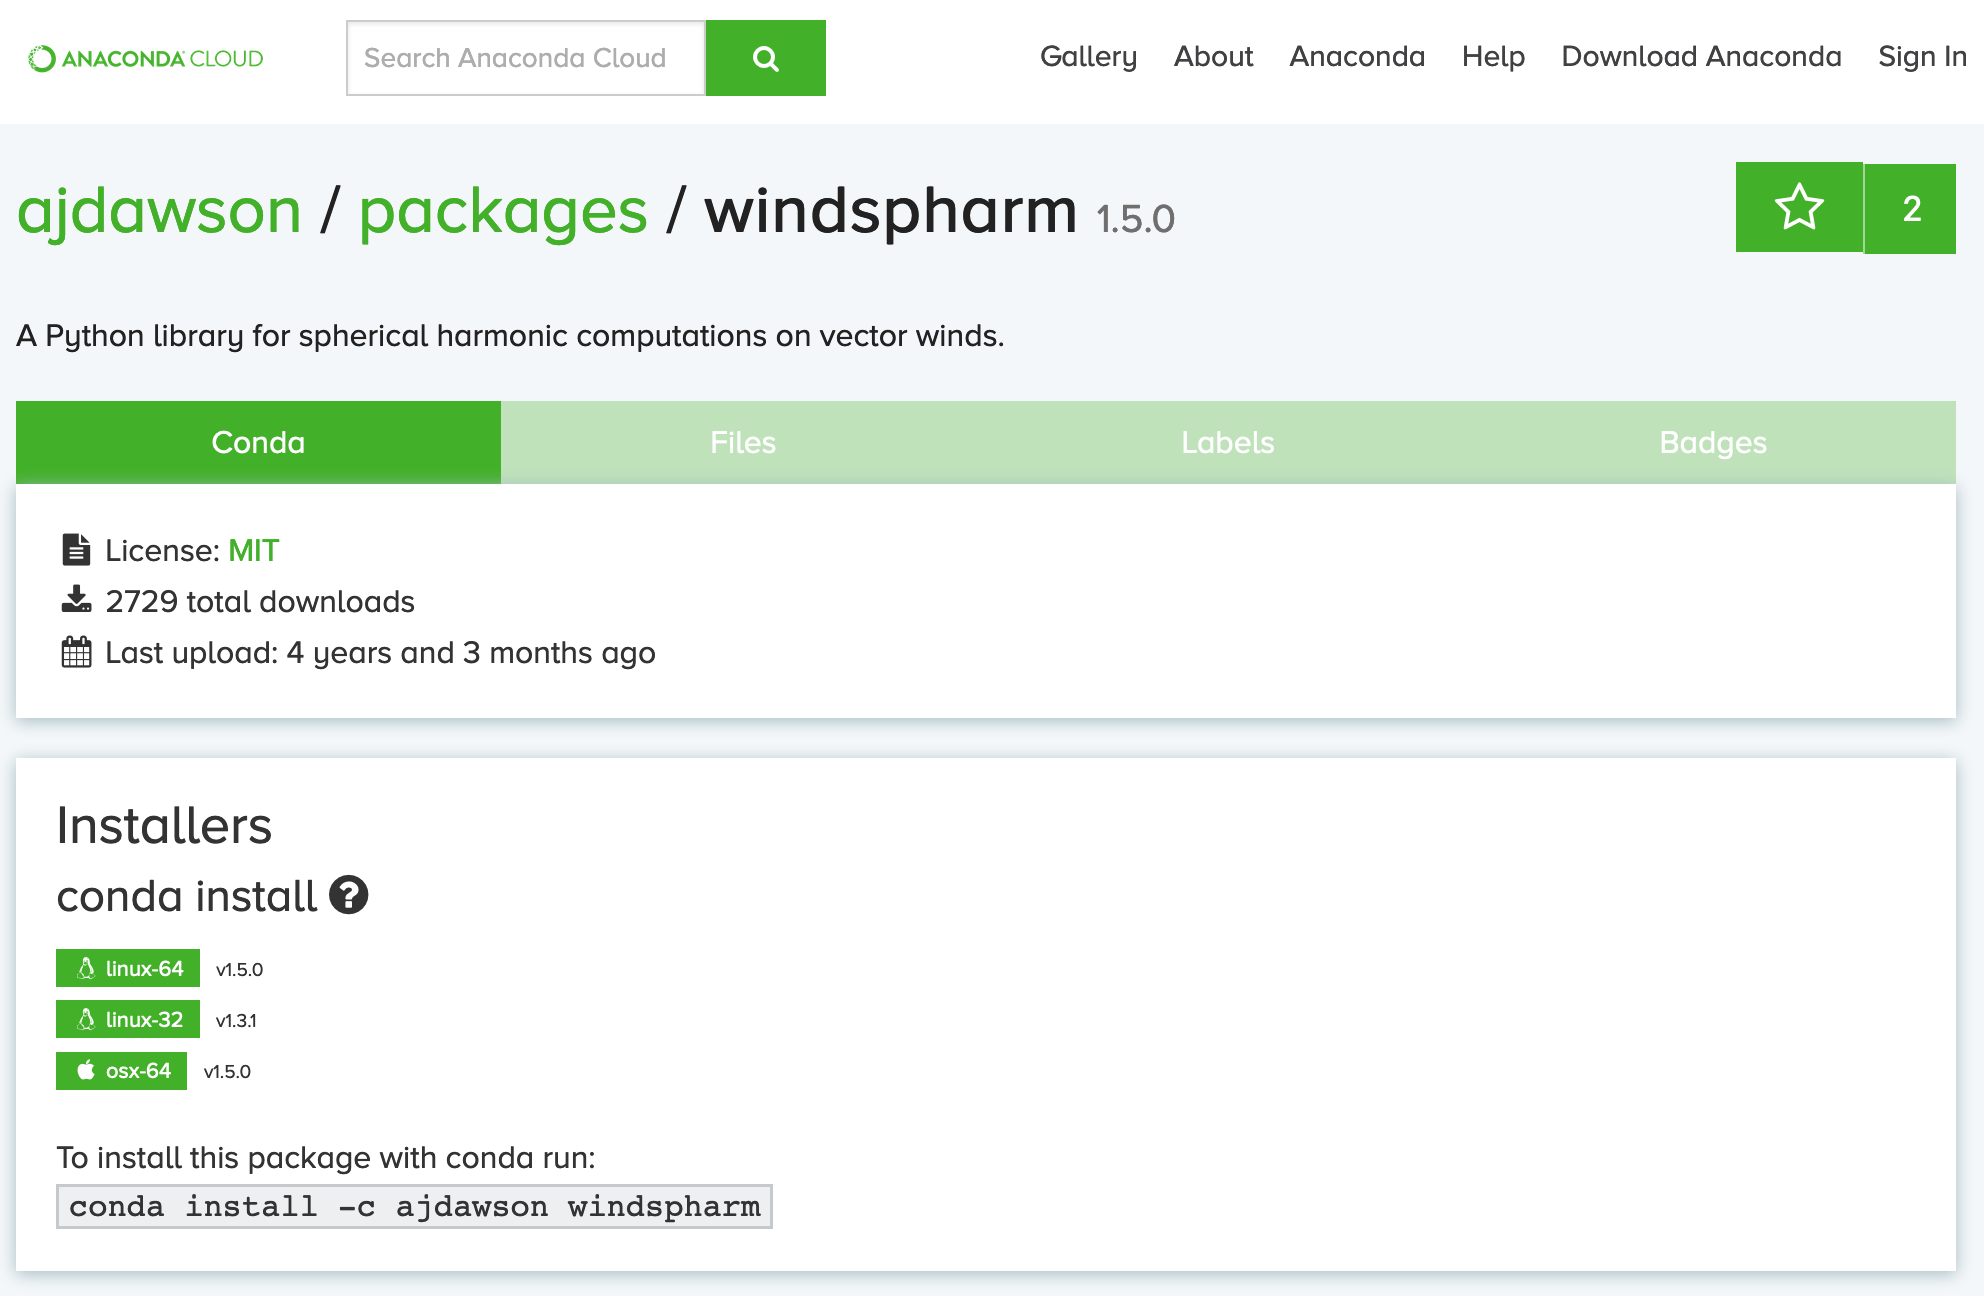 ANACONDA CLOUD Search Anaconda Cloud Gallery About Anaconda Help Download Anaconda Sign In
ajdawson / packages / windspharm 1.5.0 2
A Python library for spherical harmonic computations on vector winds.
Conda Files Labels Badges
License: MIT
2729 total downloads
Last upload: 4 years and 3 months ago
Installers
conda install ?
linux-64 v1.5.0
linux-32 v1.3.1
osx-64 v1.5.0
To install this package with conda run:
conda install -c ajdawson windspharm